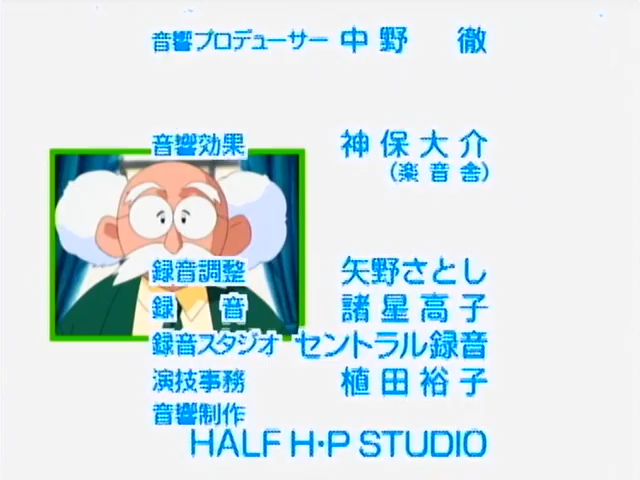 音響プロデューサー 中野 徹
音響効果 神保大介
(楽音舎)
録音調整 矢野さとし
録 音 諸星高子
録音スタジオ セントラル録音
演技事務 植田裕子
音響制作
HALF H・P STUDIO